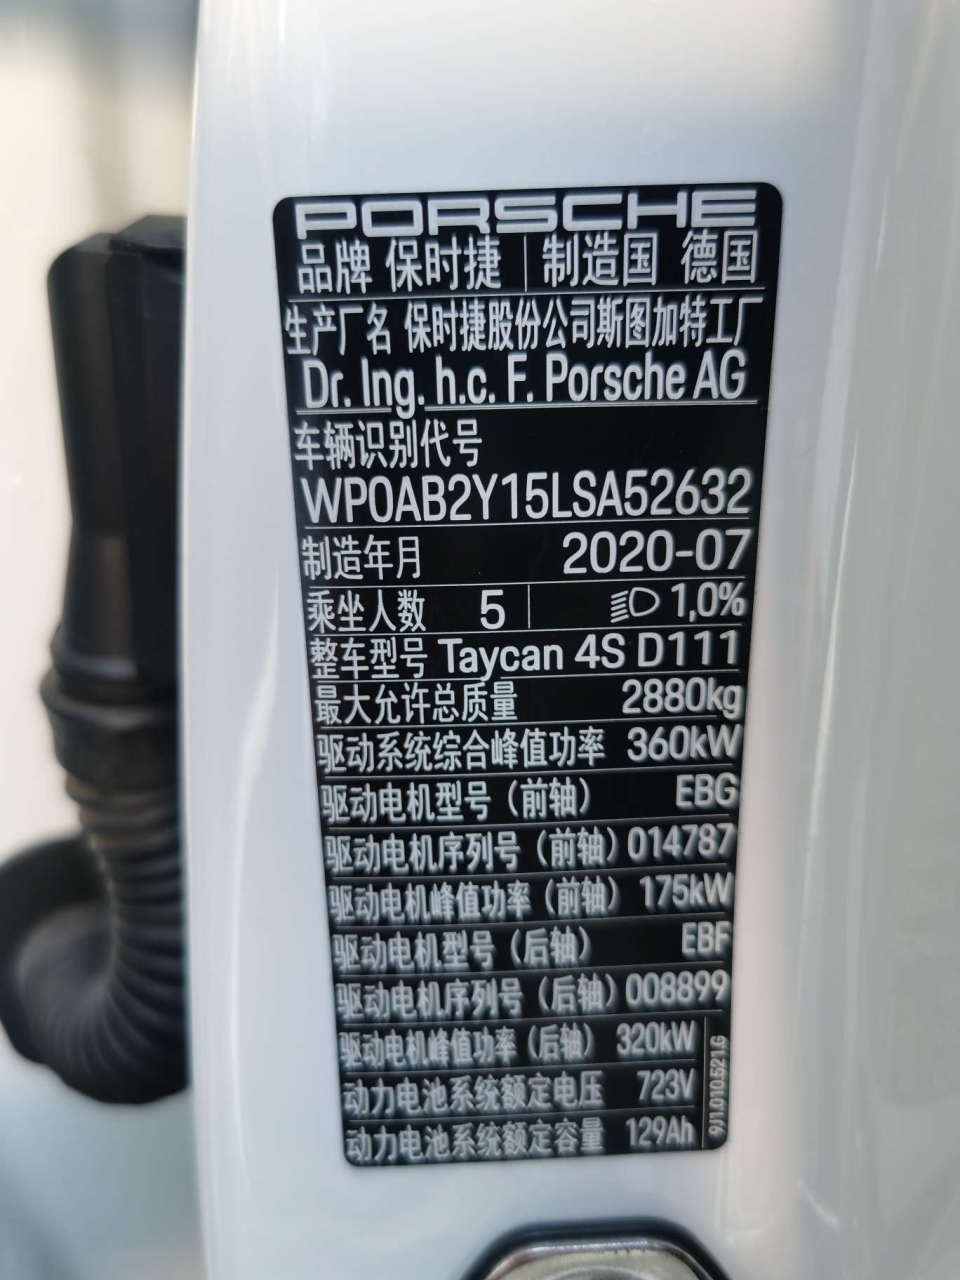 PORSCHE
品牌 保时捷 制造国 德国
生产厂名 保时捷股份公司斯图加特工厂
Dr. Ing. h.c. F. Porsche AG
车辆识别代号
WP0AB2Y15LSA52632
制造年月 2020-07
乘坐人数 5 1,0%
整车型号 Taycan 4S D111
最大允许总质量 2880kg
驱动系统综合峰值功率 360kW
驱动电机型号（前轴） EBG
驱动电机序列号（前轴） 014787
驱动电机峰值功率（前轴） 175kW
驱动电机型号（后轴） EBF
驱动电机序列号（后轴） 008899
驱动电机峰值功率（后轴） 320kW
动力电池系统额定电压 723V
动力电池系统额定容量 129Ah
9J1.010.521.G